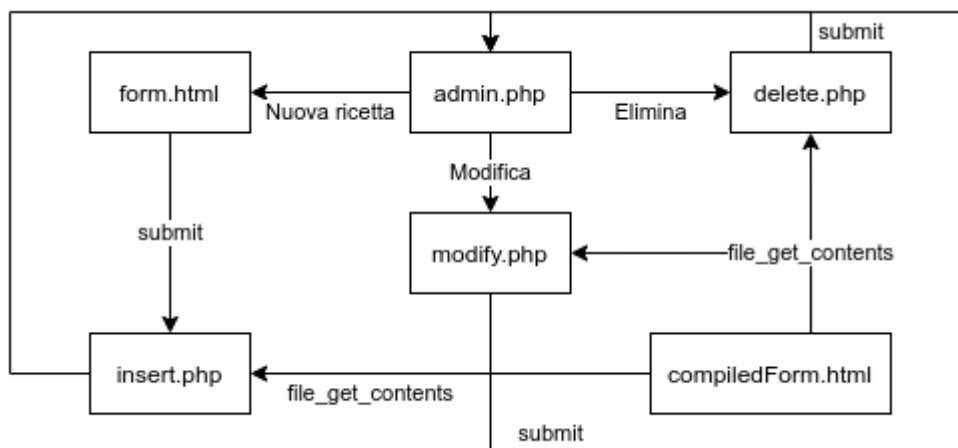 submit
form.html
admin.php
delete.php
Nuova ricetta
Elimina
Modifica
submit
modify.php
file_get_contents
insert.php
compiledForm.html
file_get_contents
submit